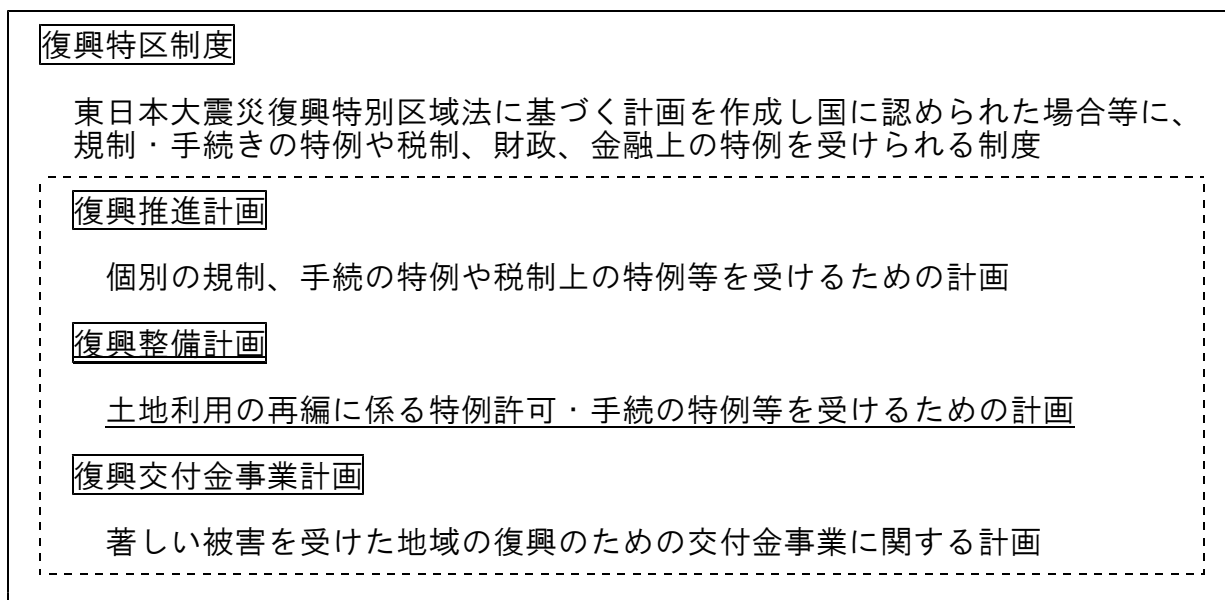 復興特区制度
東日本大震災復興特別区域法に基づく計画を作成し国に認められた場合等に、
規制・手続きの特例や税制、財政、金融上の特例を受けられる制度
復興推進計画
個別の規制、手続の特例や税制上の特例等を受けるための計画
復興整備計画
土地利用の再編に係る特例許可・手続の特例等を受けるための計画
復興交付金事業計画
著しい被害を受けた地域の復興のための交付金事業に関する計画